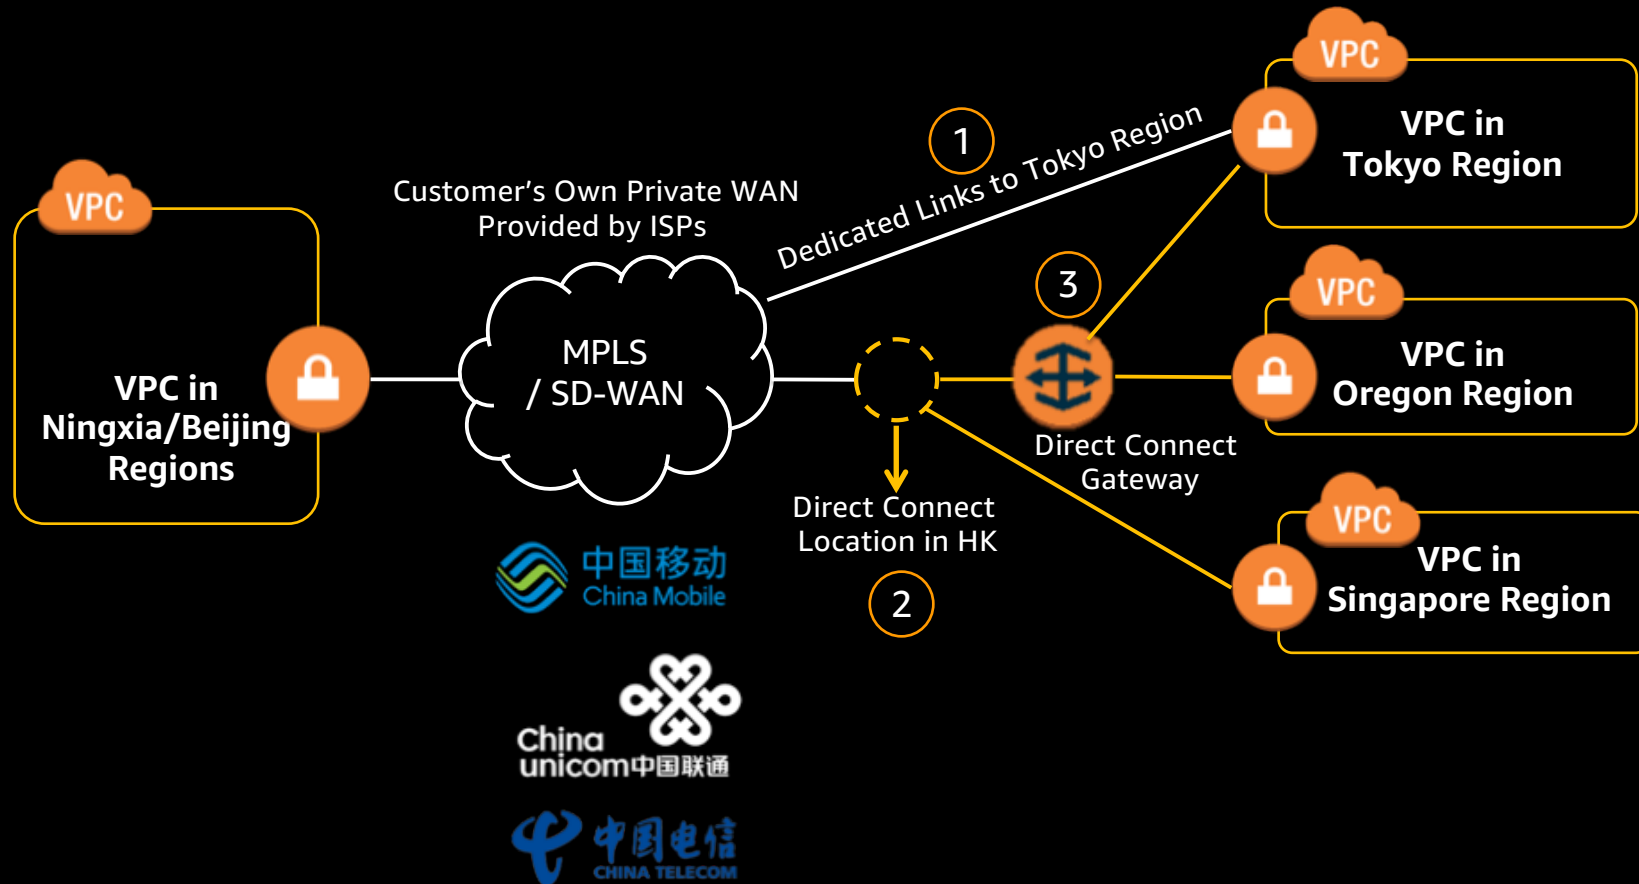 VPC
VPC in
Ningxia/Beijing
Regions
Customer's Own Private WAN
Provided by ISPs
MPLS
/ SD-WAN
中国移动
China Mobile
China
unicom中国联通
中国电信
CHINA TELECOM
1
Dedicated Links to Tokyo Region
Direct Connect
Location in HK
2
3
Direct Connect
Gateway
VPC
VPC in
Tokyo Region
VPC
VPC in
Oregon Region
VPC
VPC in
Singapore Region